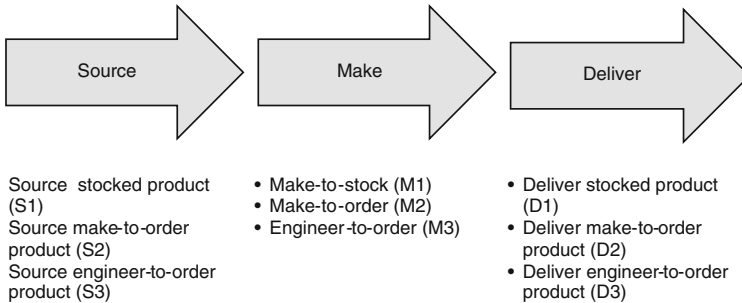 Source
Make
Deliver
Source stocked product
(S1)
Source make-to-order
product (S2)
Source engineer-to-order
product (S3)
• Make-to-stock (M1)
• Make-to-order (M2)
• Engineer-to-order (M3)
• Deliver stocked product
(D1)
• Deliver make-to-order
product (D2)
• Deliver engineer-to-order
product (D3)